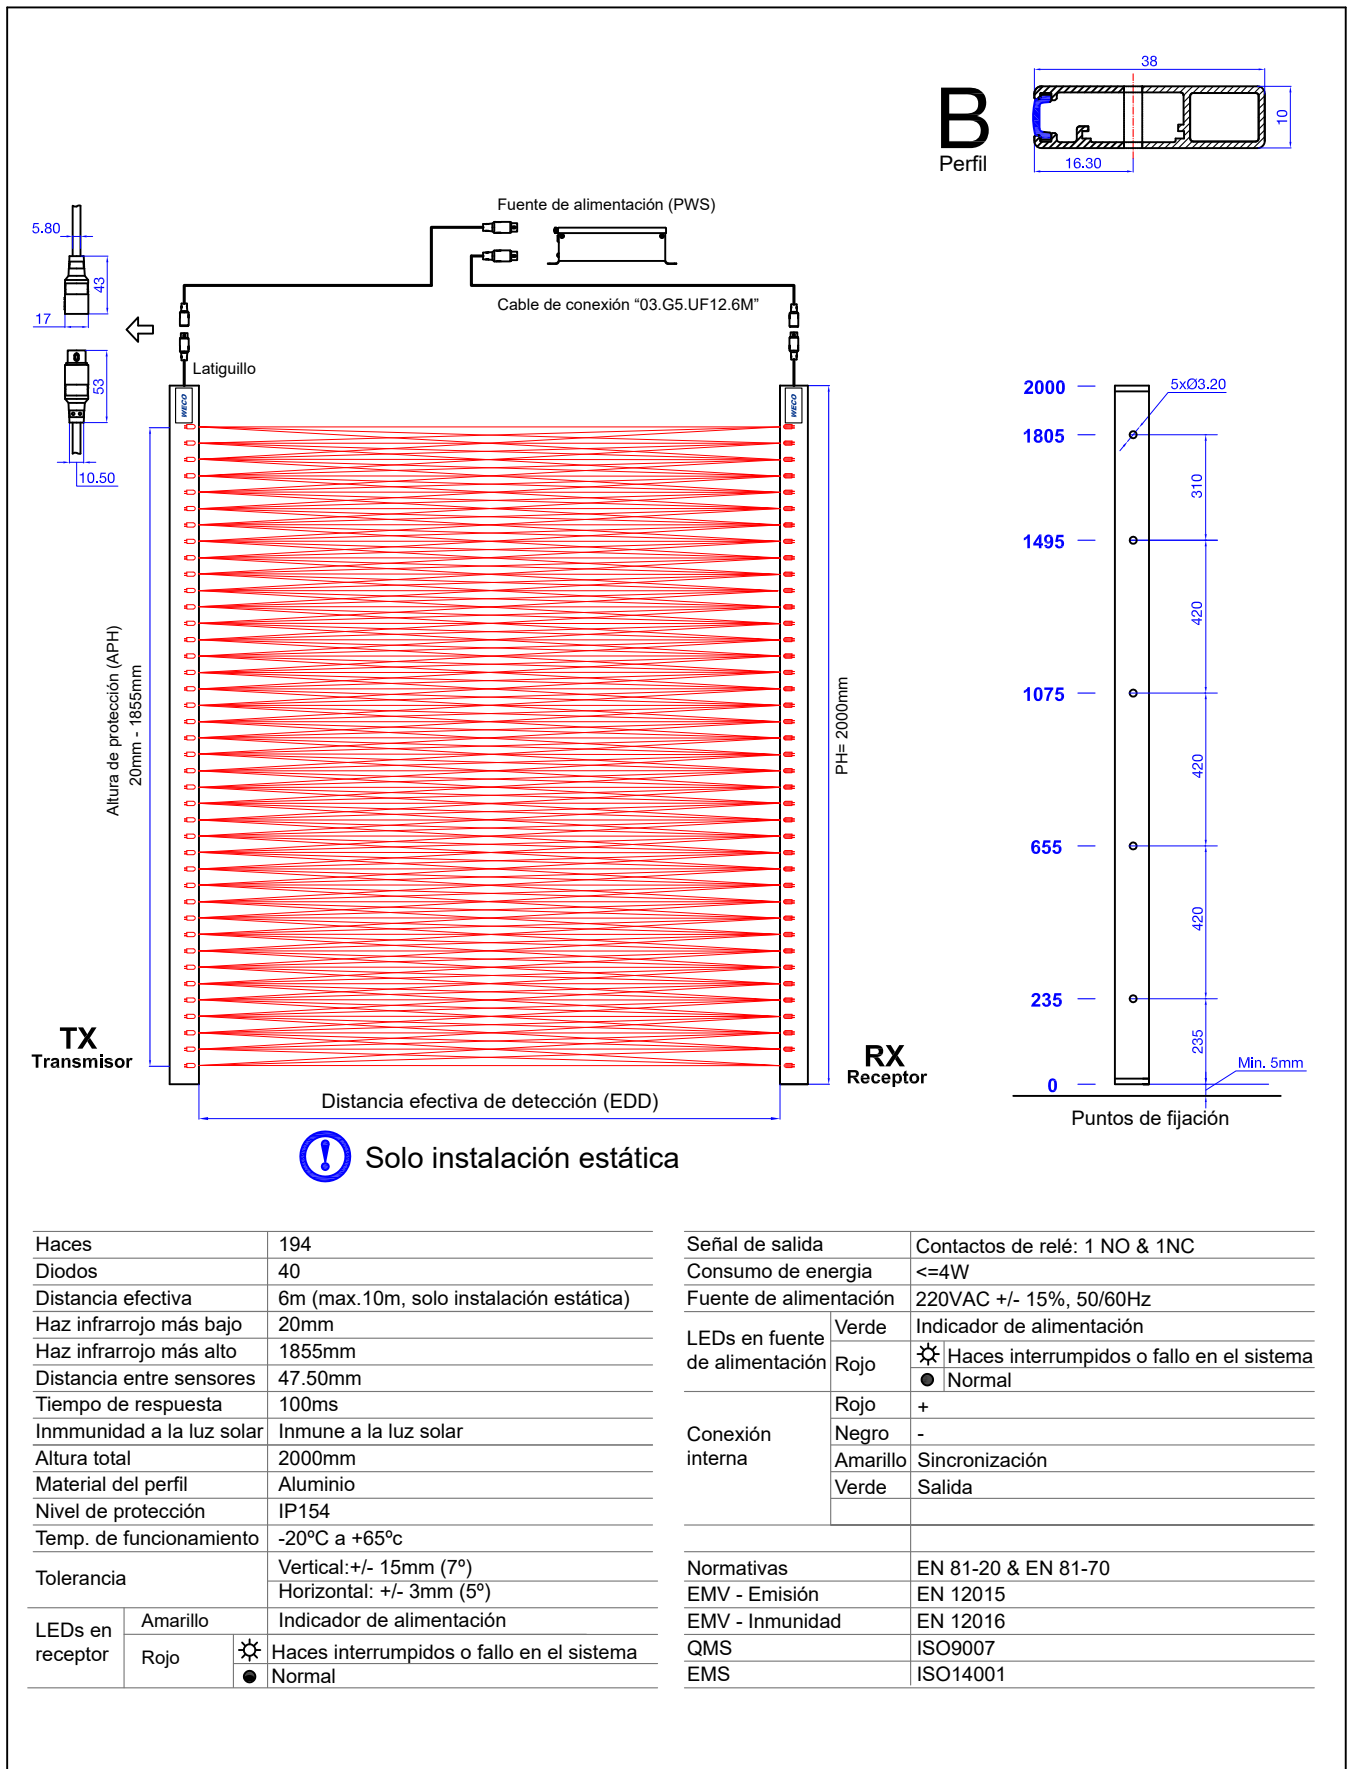 38
10
16.30
B
Perfil
Fuente de alimentación (PWS)
Cable de conexión “03.G5.UF12.6M”
5.80
43
17
53
10.50
Latiguillo
WECO
WECO
Altura de protección (APH)
20mm - 1855mm
PH= 2000mm
TX
Transmisor
RX
Receptor
Distancia efectiva de detección (EDD)
Solo instalación estática
2000
5xØ3.20
1805
310
1495
420
1075
420
655
420
235
235
Min. 5mm
0
Puntos de fijación
Haces 194
Diodos 40
Distancia efectiva 6m (max.10m, solo instalación estática)
Haz infrarrojo más bajo 20mm
Haz infrarrojo más alto 1855mm
Distancia entre sensores 47.50mm
Tiempo de respuesta 100ms
Inmmunidad a la luz solar Inmune a la luz solar
Altura total 2000mm
Material del perfil Aluminio
Nivel de protección IP154
Temp. de funcionamiento -20ºC a +65ºc
Tolerancia
Vertical:+/- 15mm (7º)
Horizontal: +/- 3mm (5º)
LEDs en receptor
Amarillo Indicador de alimentación
Rojo
Haces interrumpidos o fallo en el sistema
Normal
Señal de salida Contactos de relé: 1 NO & 1NC
Consumo de energia <=4W
Fuente de alimentación 220VAC +/- 15%, 50/60Hz
LEDs en fuente
de alimentación
Verde Indicador de alimentación
Rojo
Haces interrumpidos o fallo en el sistema
Normal
Conexión
interna
Rojo +
Negro -
Amarillo Sincronización
Verde Salida
Normativas EN 81-20 & EN 81-70
EMV - Emisión EN 12015
EMV - Inmunidad EN 12016
QMS ISO9007
EMS ISO14001